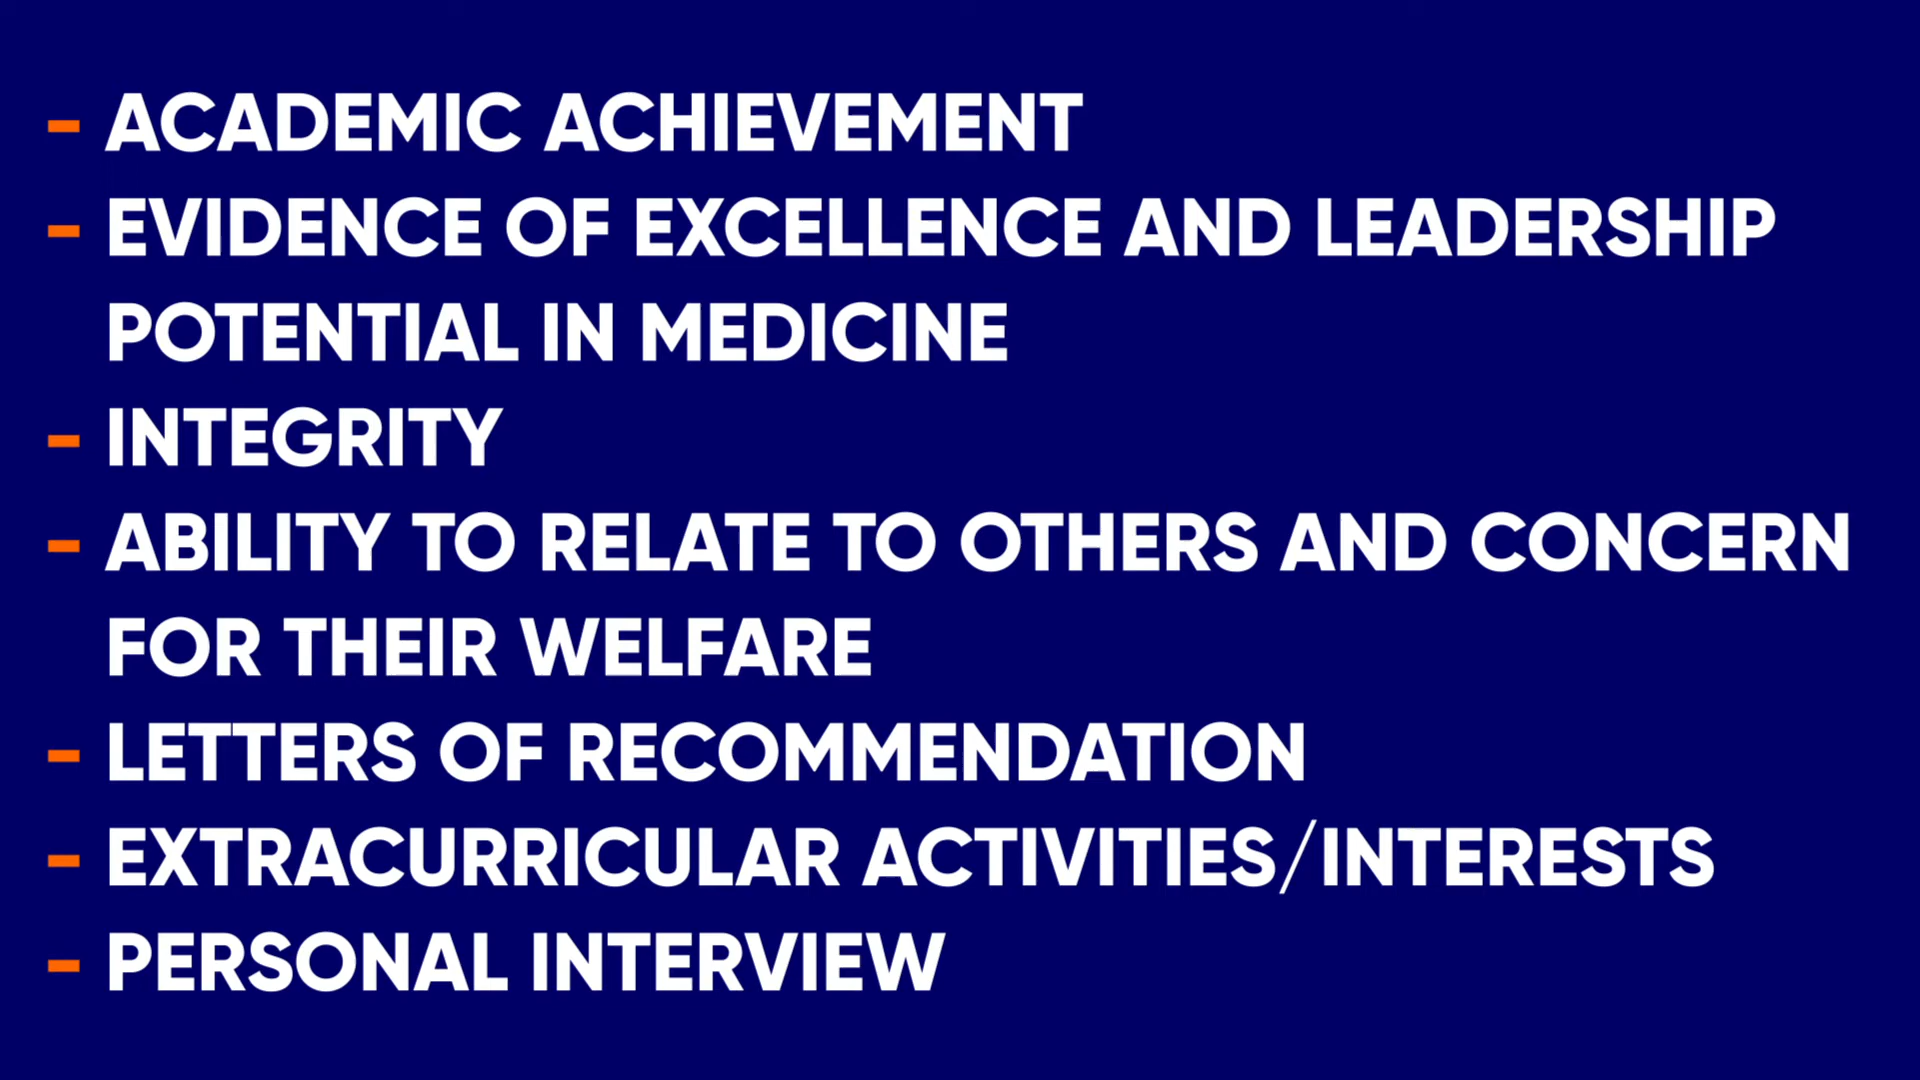 - ACADEMIC ACHIEVEMENT
- EVIDENCE OF EXCELLENCE AND LEADERSHIP
POTENTIAL IN MEDICINE
- INTEGRITY
- ABILITY TO RELATE TO OTHERS AND CONCERN
FOR THEIR WELFARE
- LETTERS OF RECOMMENDATION
- EXTRACURRICULAR ACTIVITIES/INTERESTS
- PERSONAL INTERVIEW